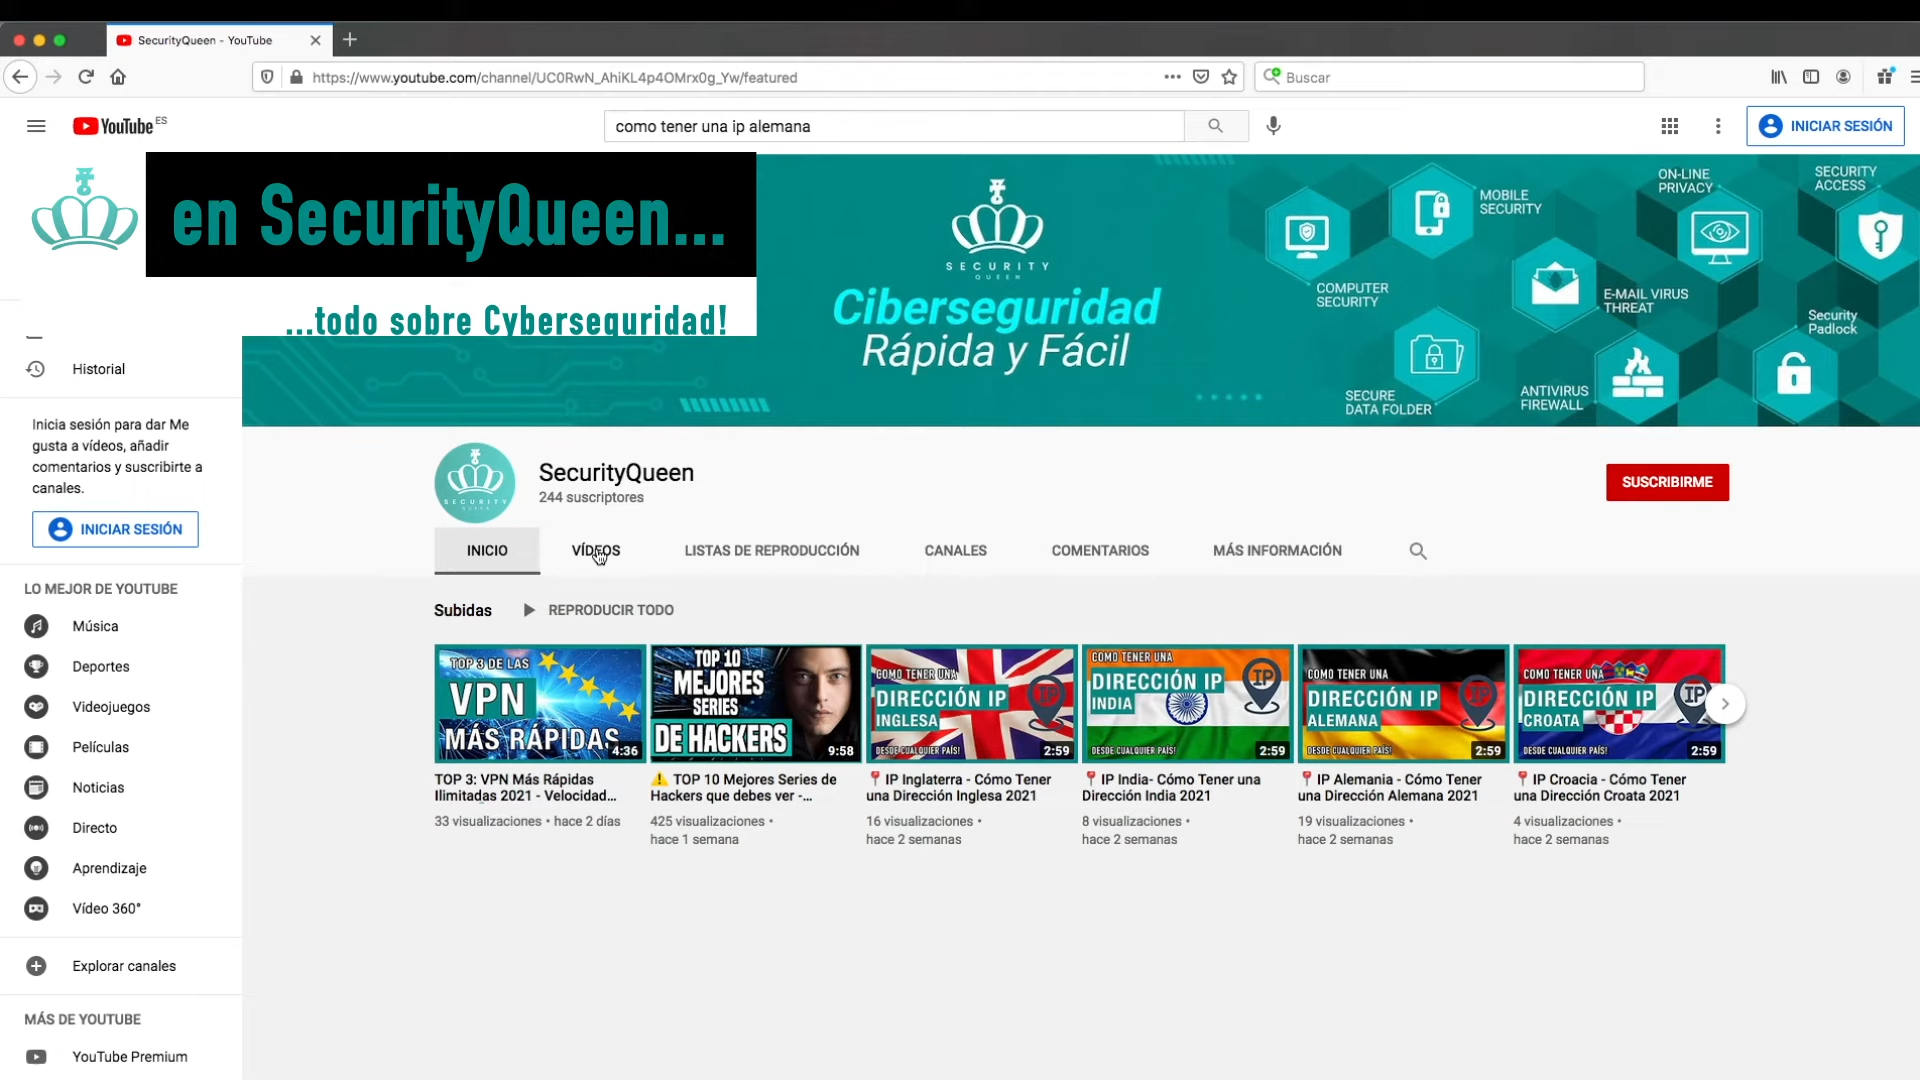 SecurityQueen - YouTube
https://www.youtube.com/channel/UC0RwN_AhiKL4p4OMrx0g_Yw/featured
Buscar
YouTube ES
como tener una ip alemana
INICIAR SESIÓN
en SecurityQueen...
...todo sobre Cyberseguridad!
SECURITY
QUEEN
Ciberseguridad
Rápida y Fácil
COMPUTER
SECURITY
MOBILE
SECURITY
ON-LINE
PRIVACY
SECURITY
ACCESS
E-MAIL VIRUS
THREAT
Security
Padlock
SECURE
DATA FOLDER
ANTIVIRUS
FIREWALL
Historial
Inicia sesión para dar Me
gusta a vídeos, añadir
comentarios y suscribirte a
canales.
INICIAR SESIÓN
LO MEJOR DE YOUTUBE
Música
Deportes
Videojuegos
Películas
Noticias
Directo
Aprendizaje
Vídeo 360°
Explorar canales
MÁS DE YOUTUBE
YouTube Premium
SECURITY
QUEEN
SecurityQueen
244 suscriptores
SUSCRIBIRME
INICIO
VÍDEOS
LISTAS DE REPRODUCCIÓN
CANALES
COMENTARIOS
MÁS INFORMACIÓN
Subidas
REPRODUCIR TODO
TOP 3 DE LAS
VPN
MÁS RÁPIDAS
4:36
TOP 3: VPN Más Rápidas
Ilimitadas 2021 - Velocidad...
33 visualizaciones • hace 2 días
TOP 10
MEJORES
SERIES
DE HACKERS
9:58
⚠️ TOP 10 Mejores Series de
Hackers que debes ver -...
425 visualizaciones •
hace 1 semana
COMO TENER UNA
DIRECCIÓN IP
INGLESA
IP
DESDE CUALQUIER PAÍS!
2:59
📍 IP Inglaterra - Cómo Tener
una Dirección Inglesa 2021
16 visualizaciones •
hace 2 semanas
COMO TENER UNA
DIRECCIÓN IP
INDIA
IP
DESDE CUALQUIER PAÍS!
2:59
📍 IP India- Cómo Tener una
Dirección India 2021
8 visualizaciones •
hace 2 semanas
COMO TENER UNA
DIRECCIÓN IP
ALEMANA
IP
DESDE CUALQUIER PAÍS!
2:59
📍 IP Alemania - Cómo Tener
una Dirección Alemana 2021
19 visualizaciones •
hace 2 semanas
COMO TENER UNA
DIRECCIÓN IP
CROATA
IP
DESDE CUALQUIER PAÍS!
2:59
📍 IP Croacia - Cómo Tener
una Dirección Croata 2021
4 visualizaciones •
hace 2 semanas